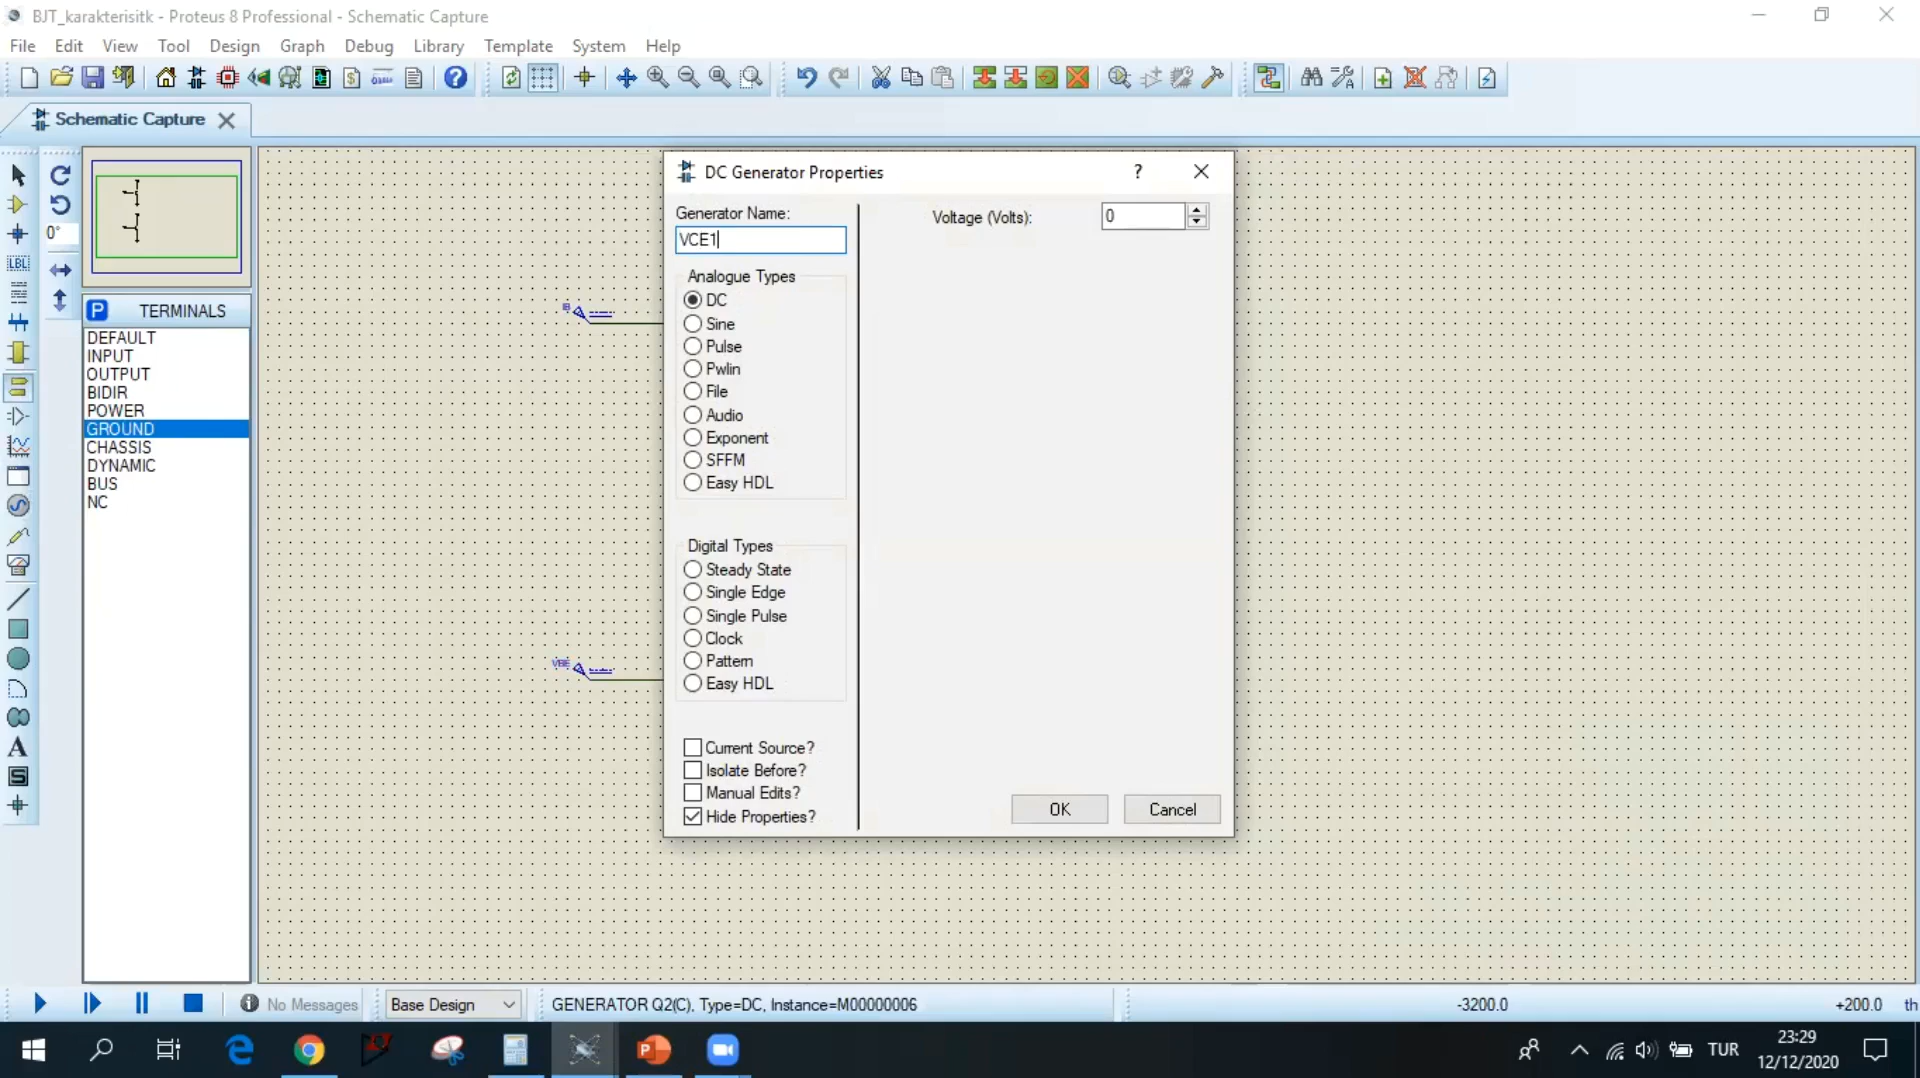 BJT_karakterisitk - Proteus 8 Professional - Schematic Capture
File Edit View Tool Design Graph Debug Library Template System Help
Schematic Capture
DC Generator Properties
?
Generator Name:
VCE1
Voltage (Volts):
0
Analogue Types
DC
Sine
Pulse
Pwlin
File
Audio
Exponent
SFFM
Easy HDL
Digital Types
Steady State
Single Edge
Single Pulse
Clock
Pattern
Easy HDL
Current Source?
Isolate Before?
Manual Edits?
Hide Properties?
OK
Cancel
0°
LBL
P TERMINALS
DEFAULT
INPUT
OUTPUT
BIDIR
POWER
GROUND
CHASSIS
DYNAMIC
BUS
NC
IB
VBE
A
S
No Messages
Base Design
GENERATOR Q2(C), Type=DC, Instance=M00000006
-3200.0
+200.0
th
TUR
23:29
12/12/2020